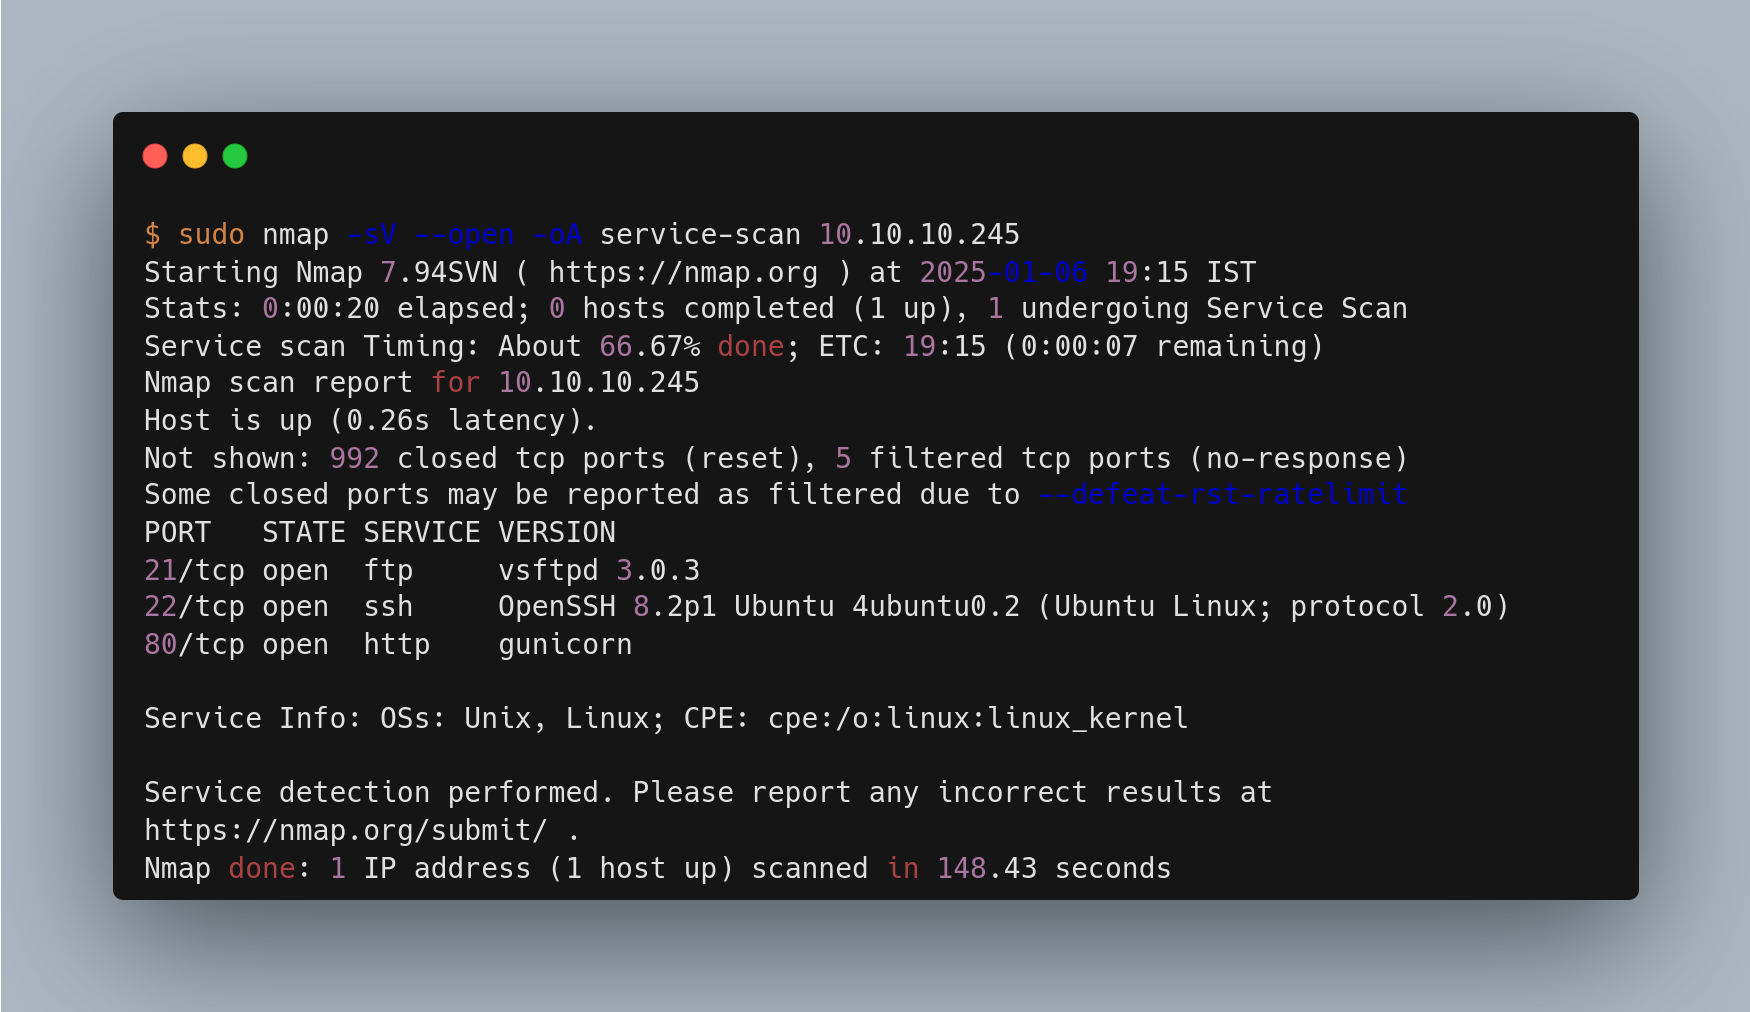 $ sudo nmap -sV --open -oA service-scan 10.10.10.245
Starting Nmap 7.94SVN ( https://nmap.org ) at 2025-01-06 19:15 IST
Stats: 0:00:20 elapsed; 0 hosts completed (1 up), 1 undergoing Service Scan
Service scan Timing: About 66.67% done; ETC: 19:15 (0:00:07 remaining)
Nmap scan report for 10.10.10.245
Host is up (0.26s latency).
Not shown: 992 closed tcp ports (reset), 5 filtered tcp ports (no-response)
Some closed ports may be reported as filtered due to --defeat-rst-ratelimit
PORT   STATE SERVICE VERSION
21/tcp open  ftp     vsftpd 3.0.3
22/tcp open  ssh     OpenSSH 8.2p1 Ubuntu 4ubuntu0.2 (Ubuntu Linux; protocol 2.0)
80/tcp open  http    gunicorn
Service Info: OSs: Unix, Linux; CPE: cpe:/o:linux:linux_kernel
Service detection performed. Please report any incorrect results at
https://nmap.org/submit/ .
Nmap done: 1 IP address (1 host up) scanned in 148.43 seconds